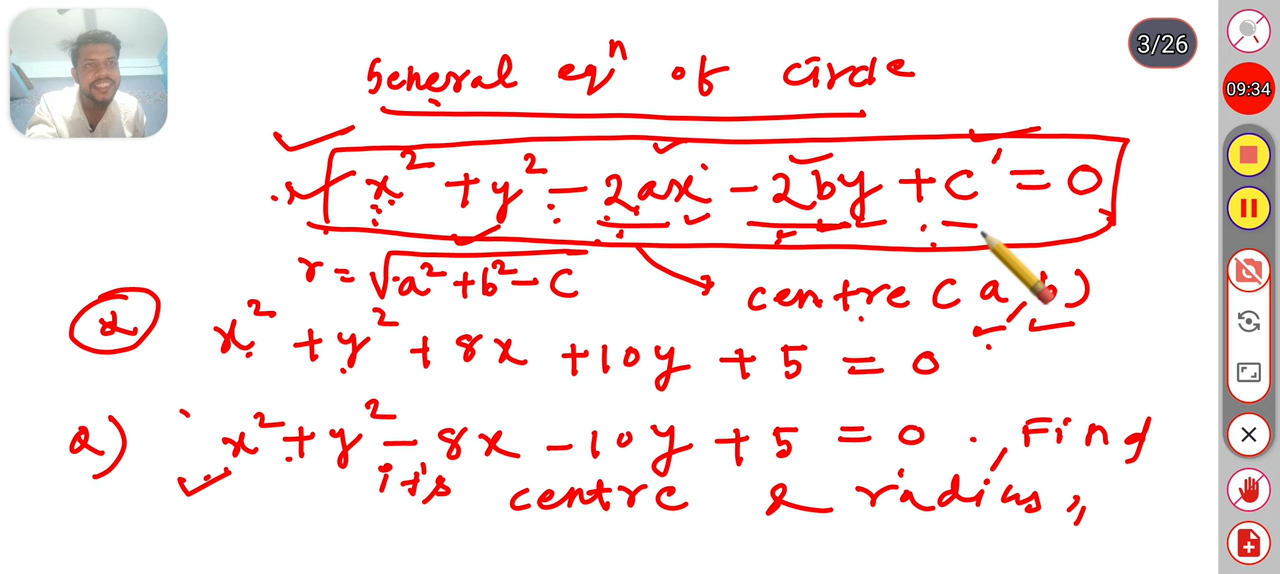 3/26
09:34
General eqⁿ of circle
x² + y² - 2ax - 2by + c = 0
r = √a² + b² - c centre (a, b)
x² + y² + 8x + 10y + 5 = 0
Q) x² + y² - 8x - 10y + 5 = 0 . Find
it's centre & radius,